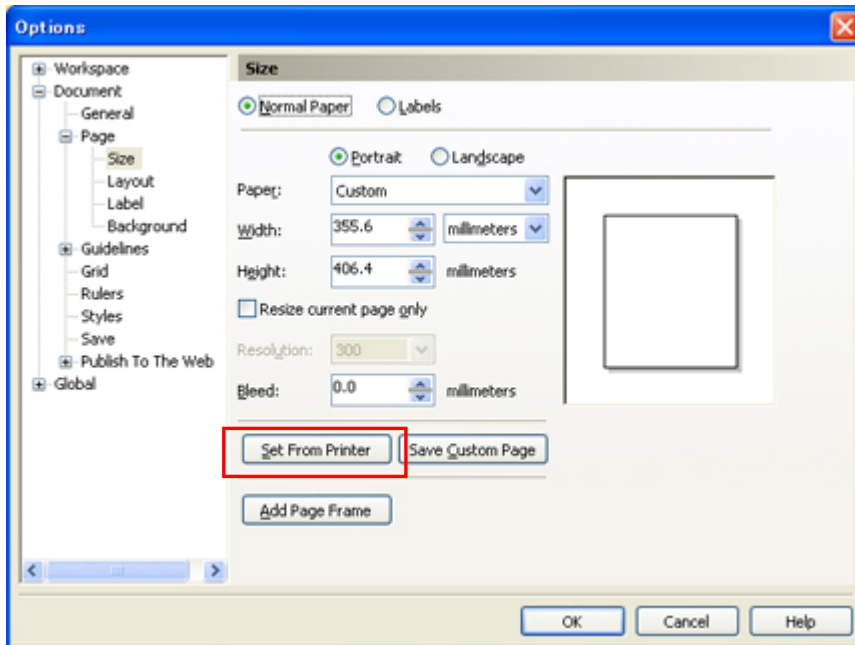 Options
Workspace
Document
General
Page
Size
Layout
Label
Background
Guidelines
Grid
Rulers
Styles
Save
Publish To The Web
Global
Size
Normal Paper Labels
Portrait Landscape
Paper: Custom
Width: 355.6 millimeters
Height: 406.4 millimeters
Resize current page only
Resolution: 300
Bleed: 0.0 millimeters
Set From Printer Save Custom Page
Add Page Frame
OK Cancel Help